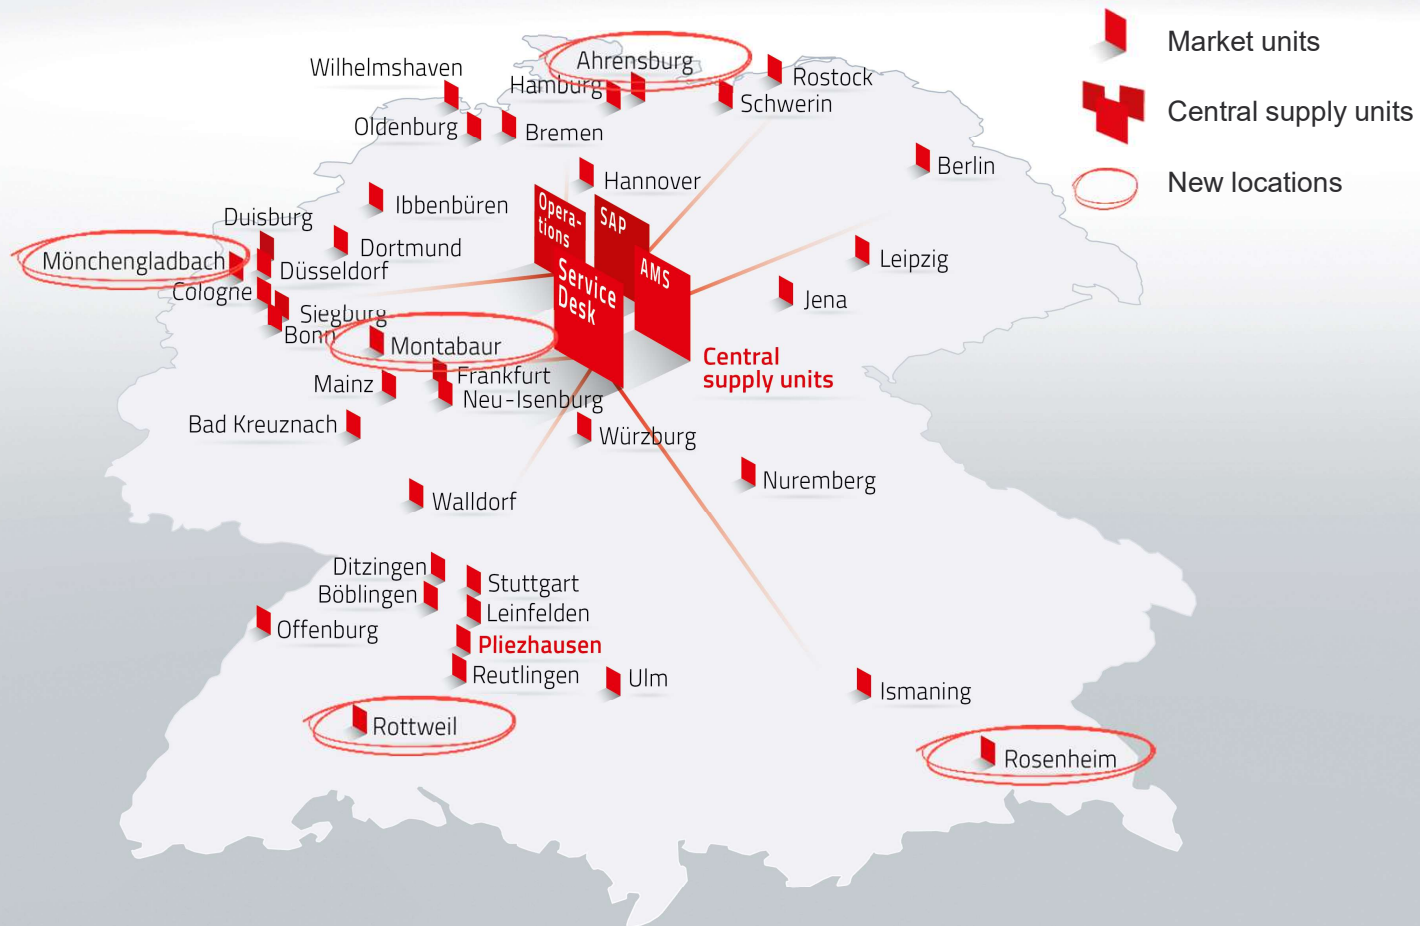 Market units
Central supply units
New locations
Ahrensburg
Wilhelmshaven
Hamburg
Rostock
Schwerin
Oldenburg
Bremen
Berlin
Hannover
Ibbenbüren
Duisburg
Dortmund
Mönchengladbach
Düsseldorf
Cologne
Siegburg
Bonn
Opera-
tions
SAP
AMS
Service
Desk
Leipzig
Jena
Montabaur
Central
supply units
Frankfurt
Mainz
Neu-Isenburg
Bad Kreuznach
Würzburg
Nuremberg
Walldorf
Ditzingen
Stuttgart
Böblingen
Leinfelden
Offenburg
Pliezhausen
Reutlingen
Ulm
Ismaning
Rottweil
Rosenheim